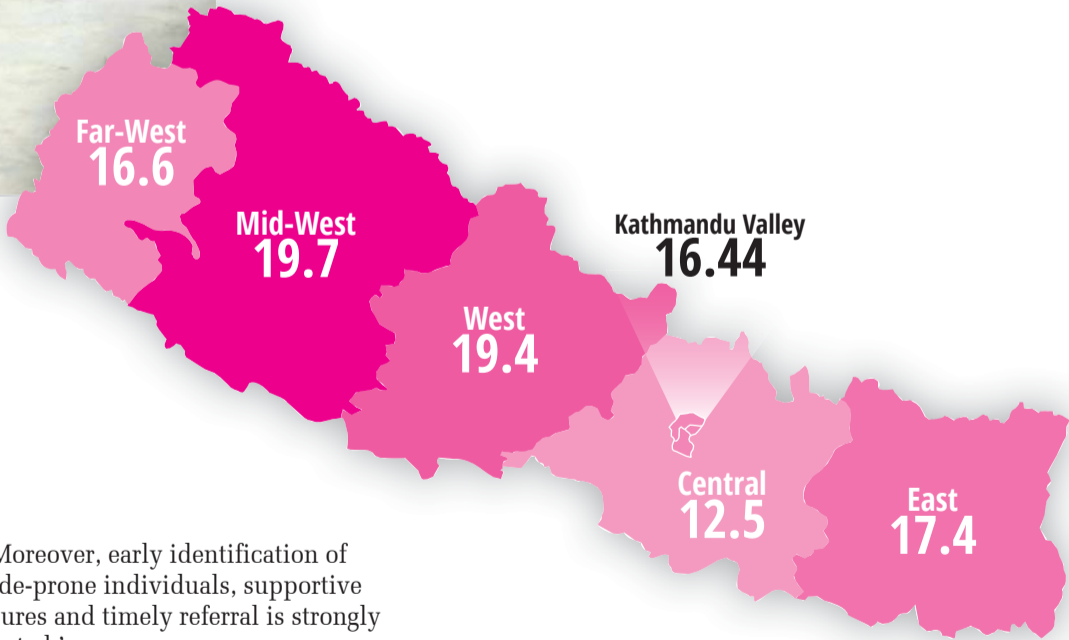 Far-West
16.6
Mid-West
19.7
Kathmandu Valley
16.44
West
19.4
Central
12.5
East
17.4
Moreover, early identification of
de-prone individuals, supportive
ures and timely referral is strongly